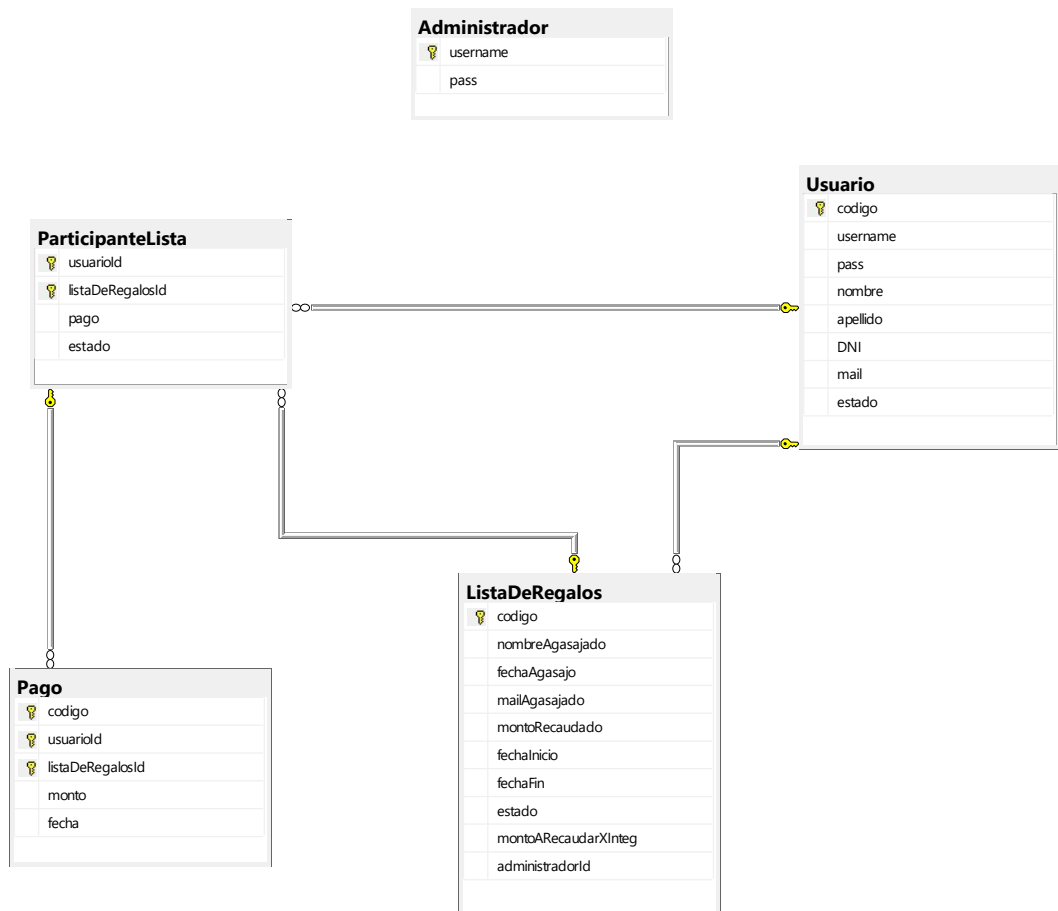 Administrador
username
pass
Usuario
codigo
username
pass
nombre
apellido
DNI
mail
estado
ParticipanteLista
usuarioId
listaDeRegalosId
pago
estado
ListaDeRegalos
codigo
nombreAgasajado
fechaAgasajo
mailAgasajado
montoRecaudado
fechaInicio
fechaFin
estado
montoARecaudarXInteg
administradorId
Pago
codigo
usuarioId
listaDeRegalosId
monto
fecha